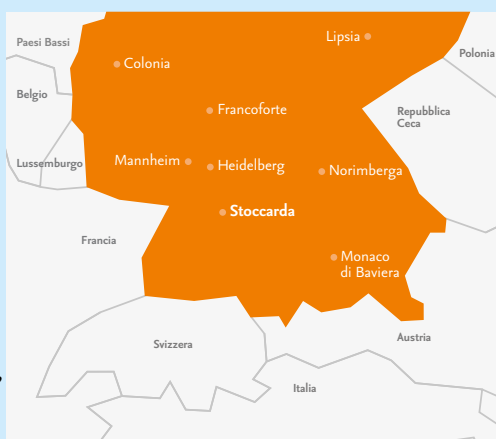 Lipsia
Paesi Bassi
Polonia
Colonia
Belgio
Francoforte
Repubblica
Ceca
Lussemburgo
Mannheim
Heidelberg
Norimberga
Stoccarda
Francia
Monaco
di Baviera
Austria
Svizzera
Italia